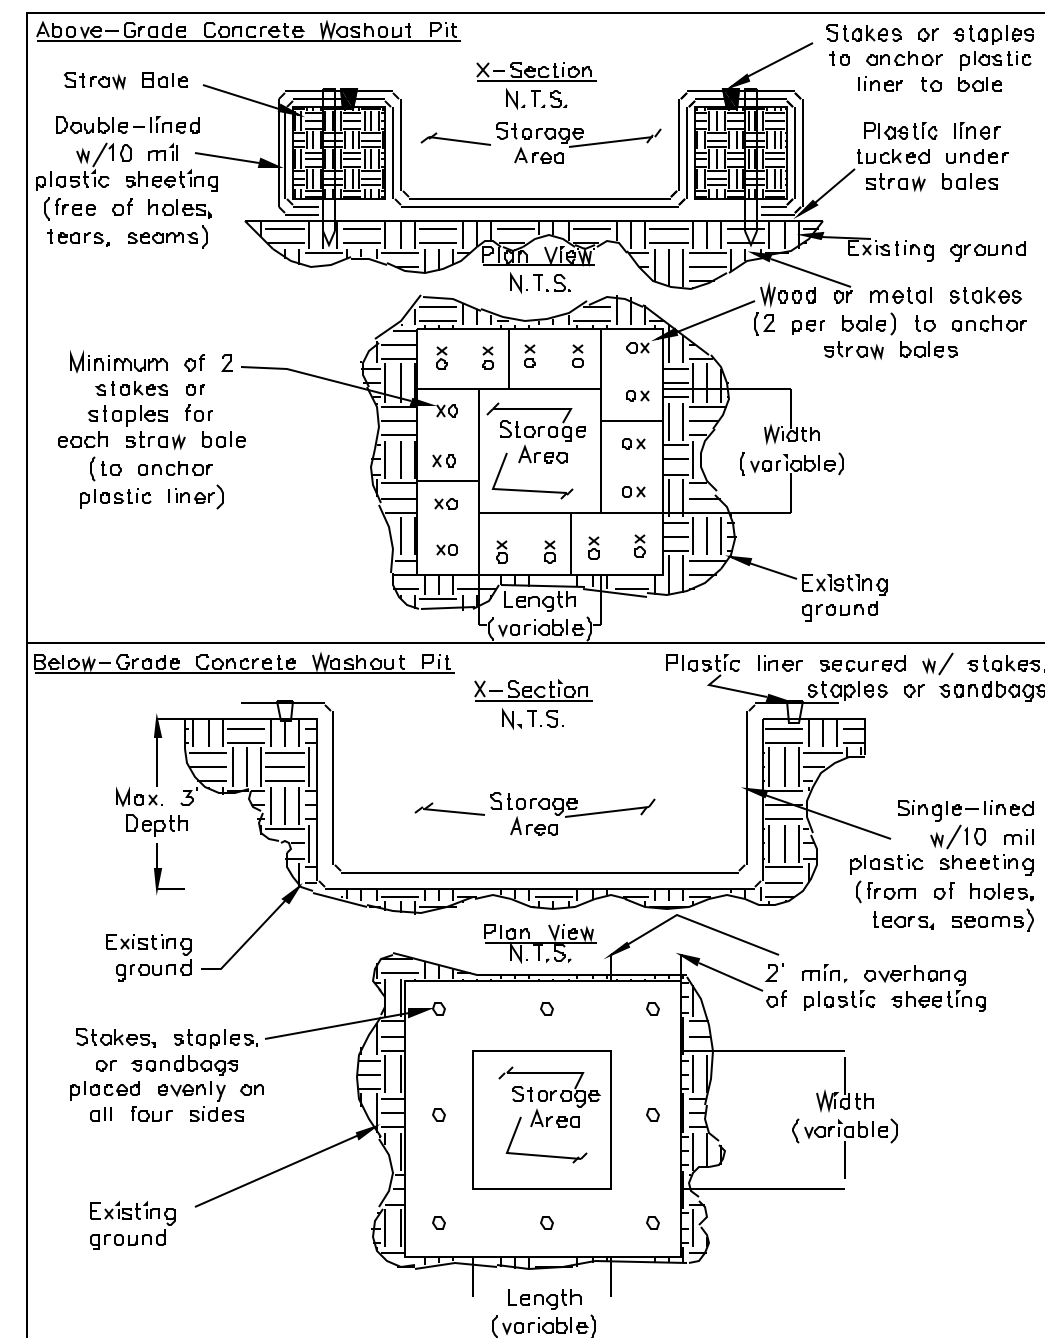 Above-Grade Concrete Washout Pit
X-Section
N.T.S.
Straw Bale
Double-lined
w/10 mil
plastic sheeting
(free of holes,
tears, seams)
Storage
Area
Stakes or staples
to anchor plastic
liner to bale
Plastic liner
tucked under
straw bales
Existing ground
Plan View
N.T.S.
Wood or metal stakes
(2 per bale) to anchor
straw bales
Minimum of 2
stakes or
staples for
each straw bale
(to anchor
plastic liner)
Storage
Area
Width
(variable)
Existing
ground
Length
(variable)
Below-Grade Concrete Washout Pit
X-Section
N.T.S.
Plastic liner secured w/ stakes,
staples or sandbags
Max. 3'
Depth
Storage
Area
Single-lined
w/10 mil
plastic sheeting
(from of holes,
tears, seams)
Existing
ground
Plan View
N.T.S.
2' min. overhang
of plastic sheeting
Stakes, staples,
or sandbags
placed evenly on
all four sides
Storage
Area
Width
(variable)
Existing
ground
Length
(variable)